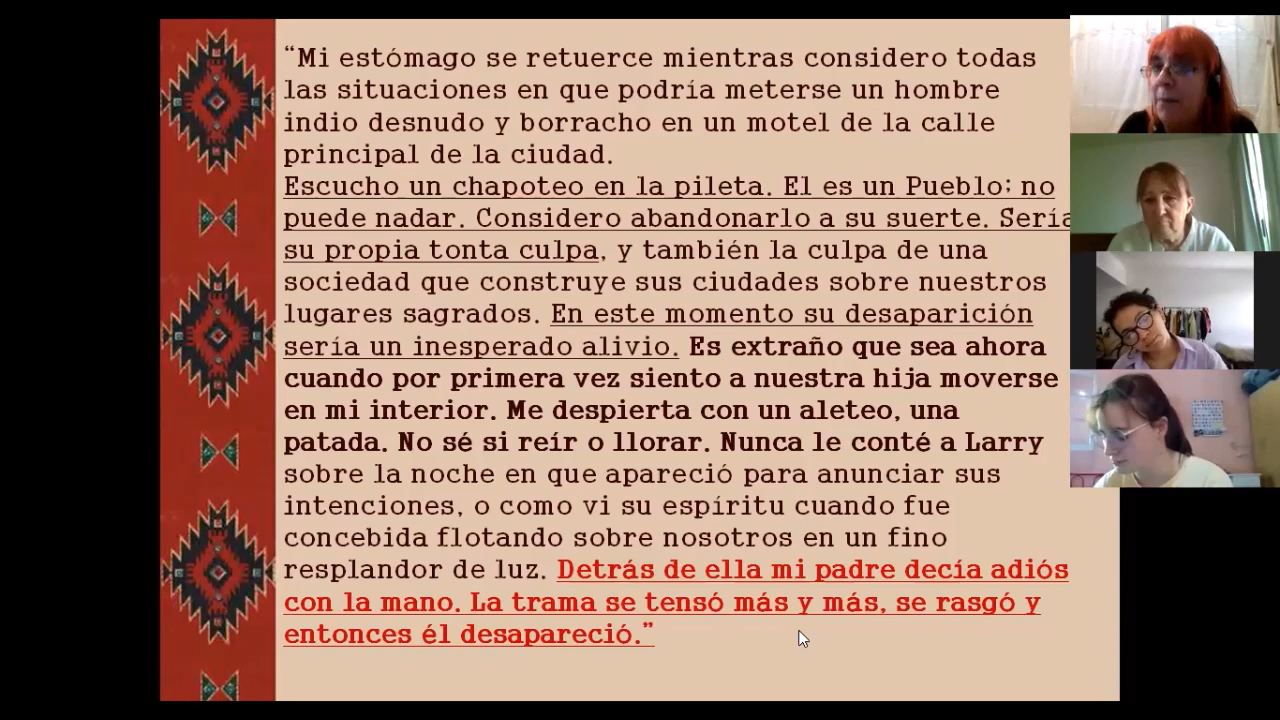 “Mi estómago se retuerce mientras considero todas
las situaciones en que podría meterse un hombre
indio desnudo y borracho en un motel de la calle
principal de la ciudad.
Escucho un chapoteo en la pileta. El es un Pueblo; no
puede nadar. Considero abandonarlo a su suerte. Sería
su propia tonta culpa, y también la culpa de una
sociedad que construye sus ciudades sobre nuestros
lugares sagrados. En este momento su desaparición
sería un inesperado alivio. Es extraño que sea ahora
cuando por primera vez siento a nuestra hija moverse
en mi interior. Me despierta con un aleteo, una
patada. No sé si reír o llorar. Nunca le conté a Larry
sobre la noche en que apareció para anunciar sus
intenciones, o como vi su espíritu cuando fue
concebida flotando sobre nosotros en un fino
resplandor de luz. Detrás de ella mi padre decía adiós
con la mano. La trama se tensó más y más, se rasgó y
entonces él desapareció.”